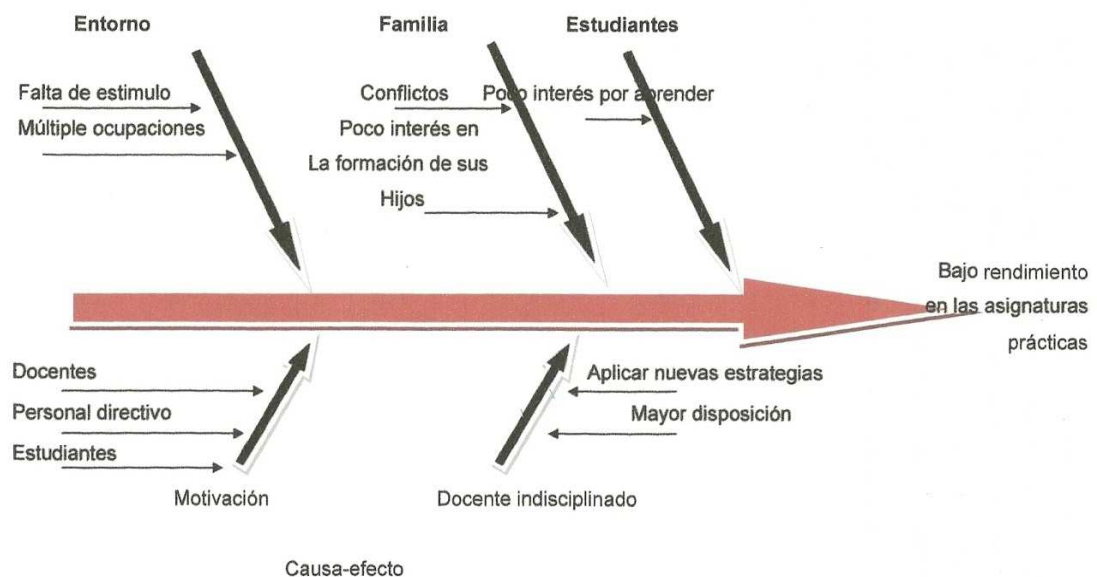 Entorno
Familia
Estudiantes
Falta de estimulo
Múltiple ocupaciones
Conflictos
Poco interés en
La formación de sus
Hijos
Poco interés por aprender
Bajo rendimiento
en las asignaturas
prácticas
Docentes
Personal directivo
Estudiantes
Motivación
Aplicar nuevas estrategias
Mayor disposición
Docente indisciplinado
Causa-efecto